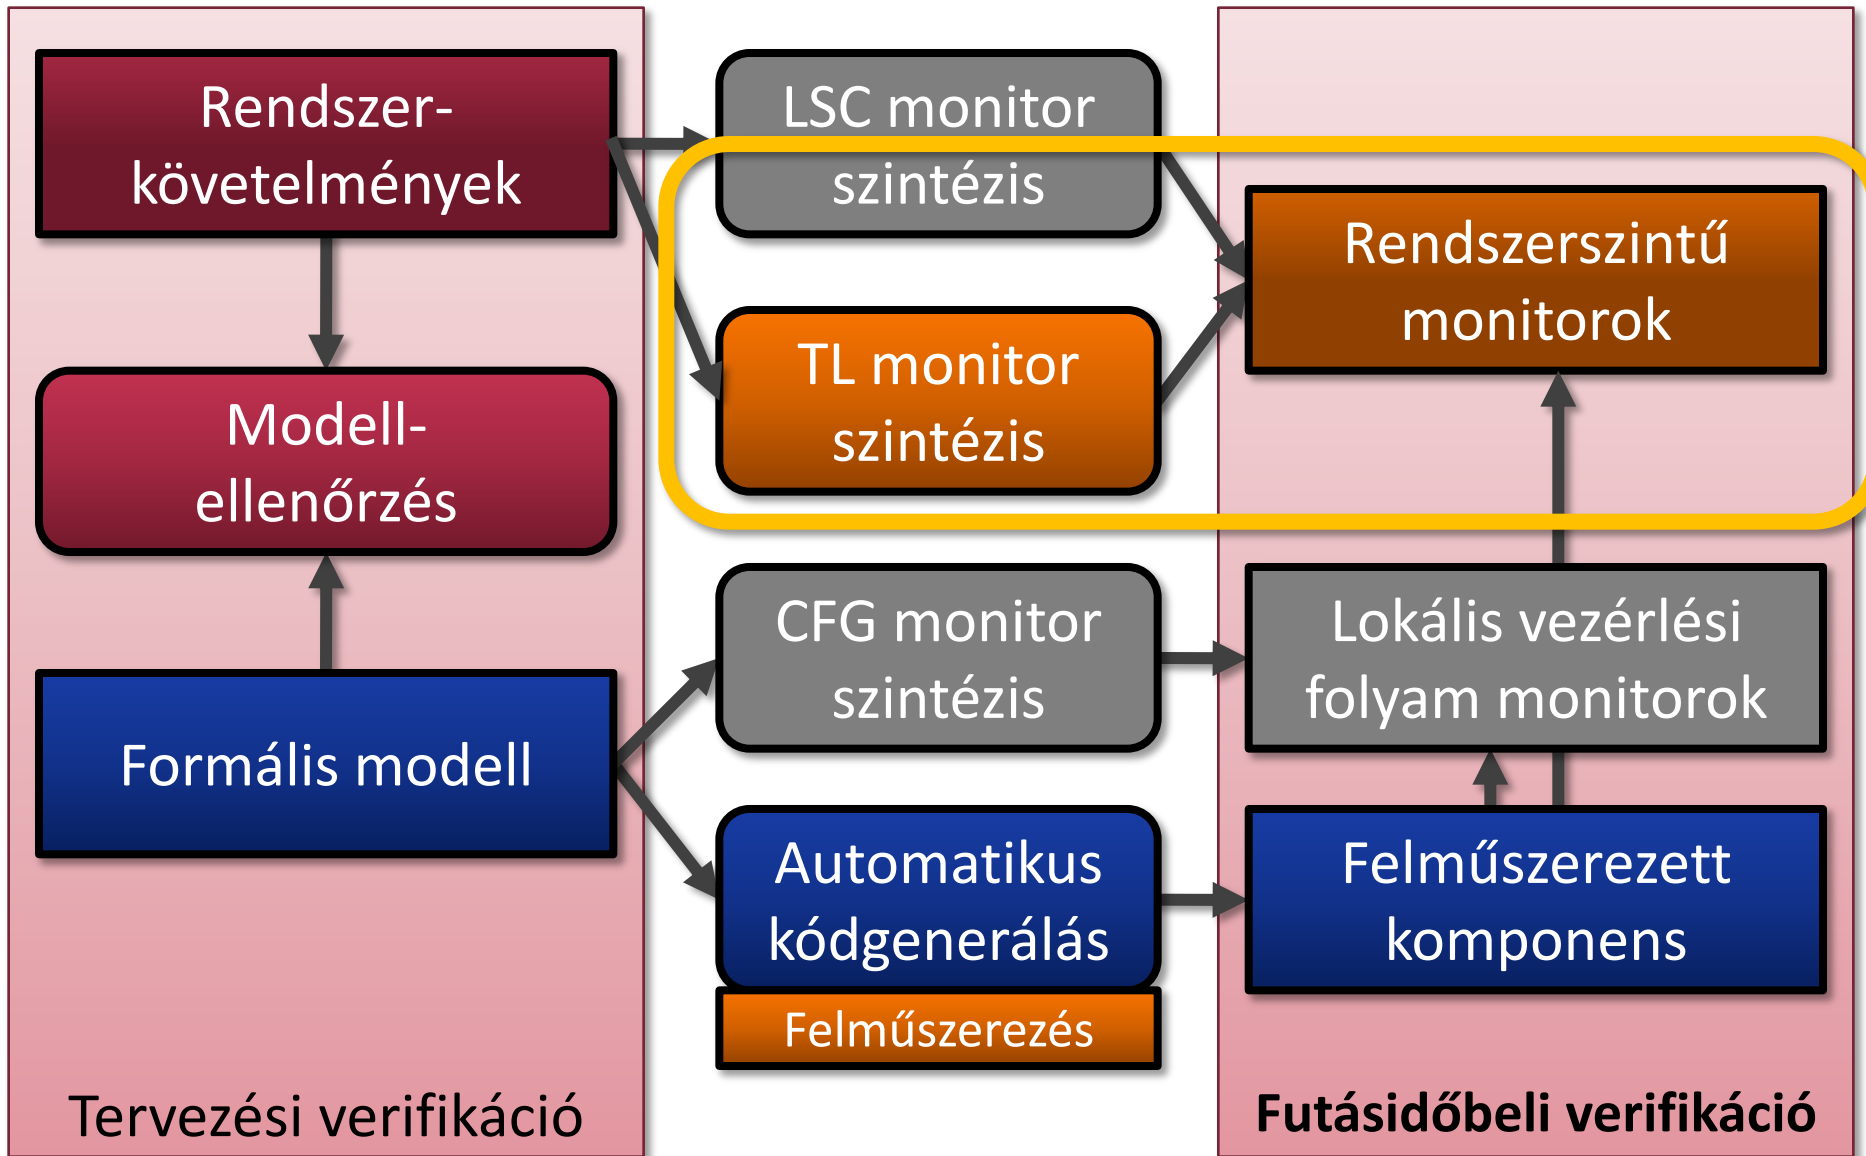 Rendszer-
követelmények
Modell-
ellenőrzés
Formális modell
Tervezési verifikáció
LSC monitor
szintézis
TL monitor
szintézis
CFG monitor
szintézis
Automatikus
kódgenerálás
Felműszerezés
Rendszerszintű
monitorok
Lokális vezérlési
folyam monitorok
Felműszerezett
komponens
Futásidőbeli verifikáció